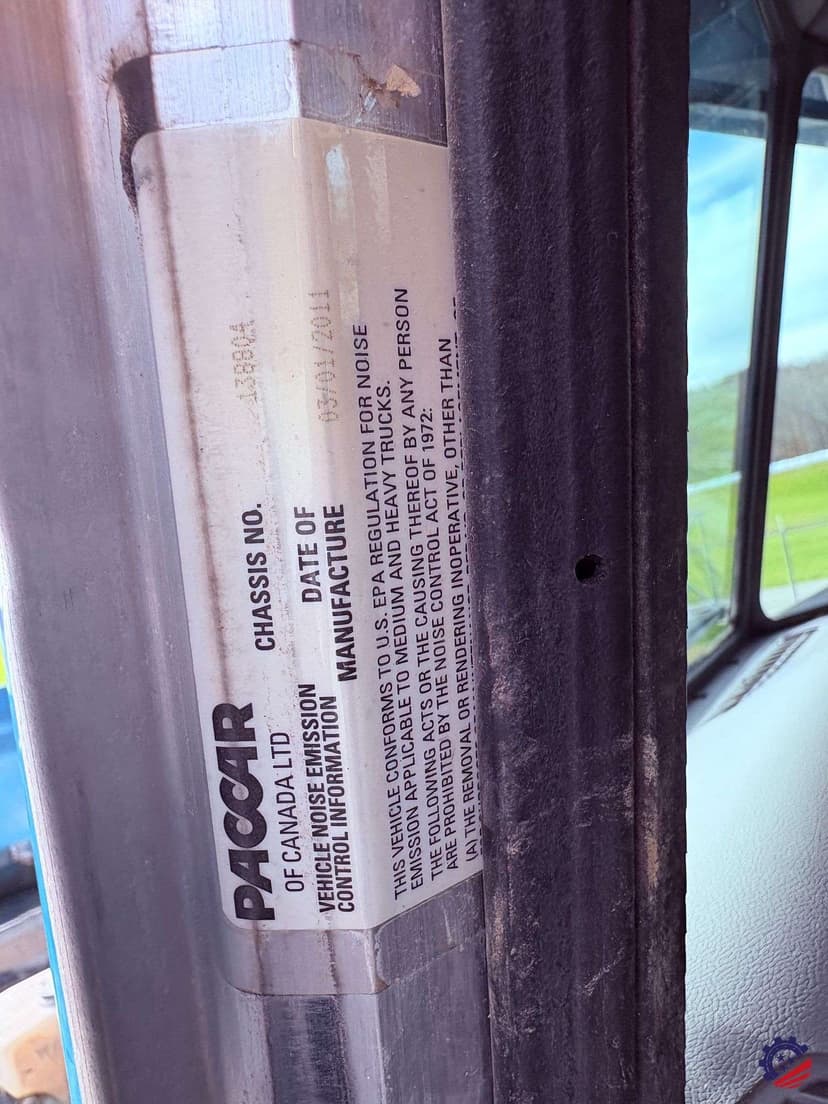 PACCAR
OF CANADA LTD
CHASSIS NO. 138804
VEHICLE NOISE EMISSION
CONTROL INFORMATION
DATE OF
MANUFACTURE 03/01/2011
THIS VEHICLE CONFORMS TO U.S. EPA REGULATION FOR NOISE
EMISSION APPLICABLE TO MEDIUM AND HEAVY TRUCKS.
THE FOLLOWING ACTS OR THE CAUSING THEREOF BY ANY PERSON
ARE PROHIBITED BY THE NOISE CONTROL ACT OF 1972:
(A) THE REMOVAL OR RENDERING INOPERATIVE, OTHER THAN